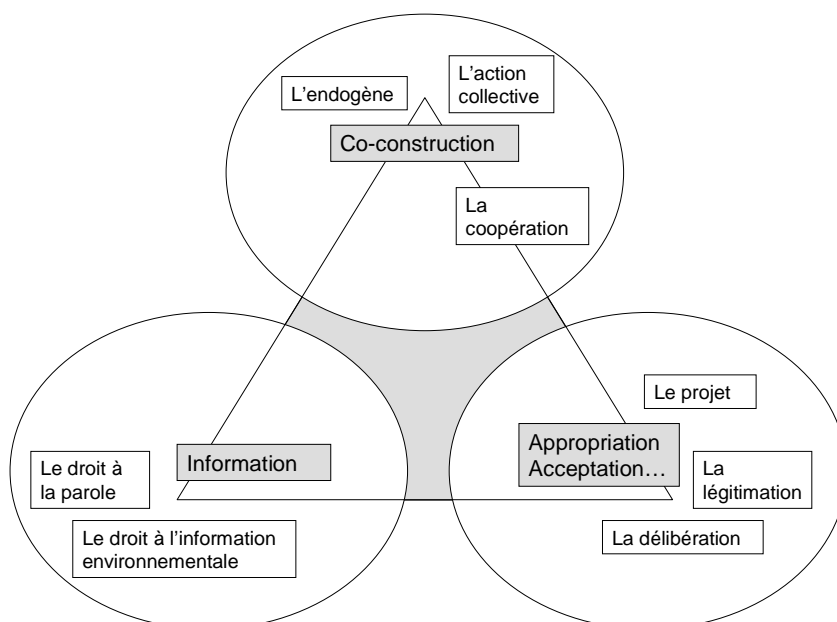 L'endogène
L'action
collective
Co-construction
La
coopération
Le projet
Appropriation
Acceptation…
La
légitimation
La délibération
Information
Le droit à
la parole
Le droit à l'information
environnementale